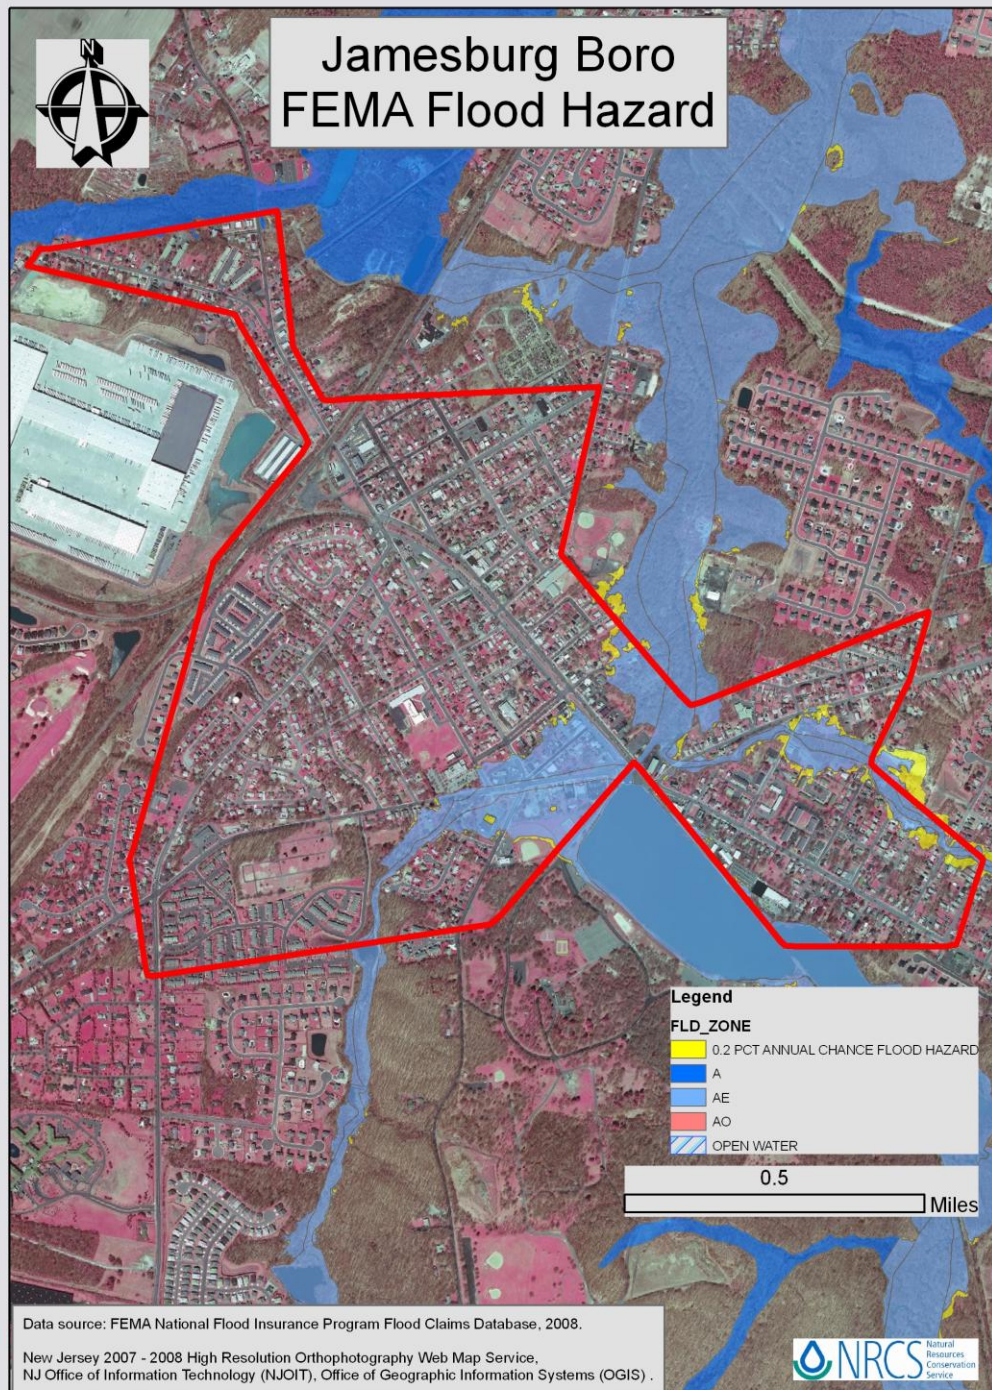 N
Jamesburg Boro
FEMA Flood Hazard
Legend
FLD_ZONE
0.2 PCT ANNUAL CHANCE FLOOD HAZARD
A
AE
AO
OPEN WATER
0.5
Miles
Data source: FEMA National Flood Insurance Program Flood Claims Database, 2008.
New Jersey 2007 - 2008 High Resolution Orthophotography Web Map Service,
NJ Office of Information Technology (NJOIT), Office of Geographic Information Systems (OGIS) .
NRCS
Natural
Resources
Conservation
Service